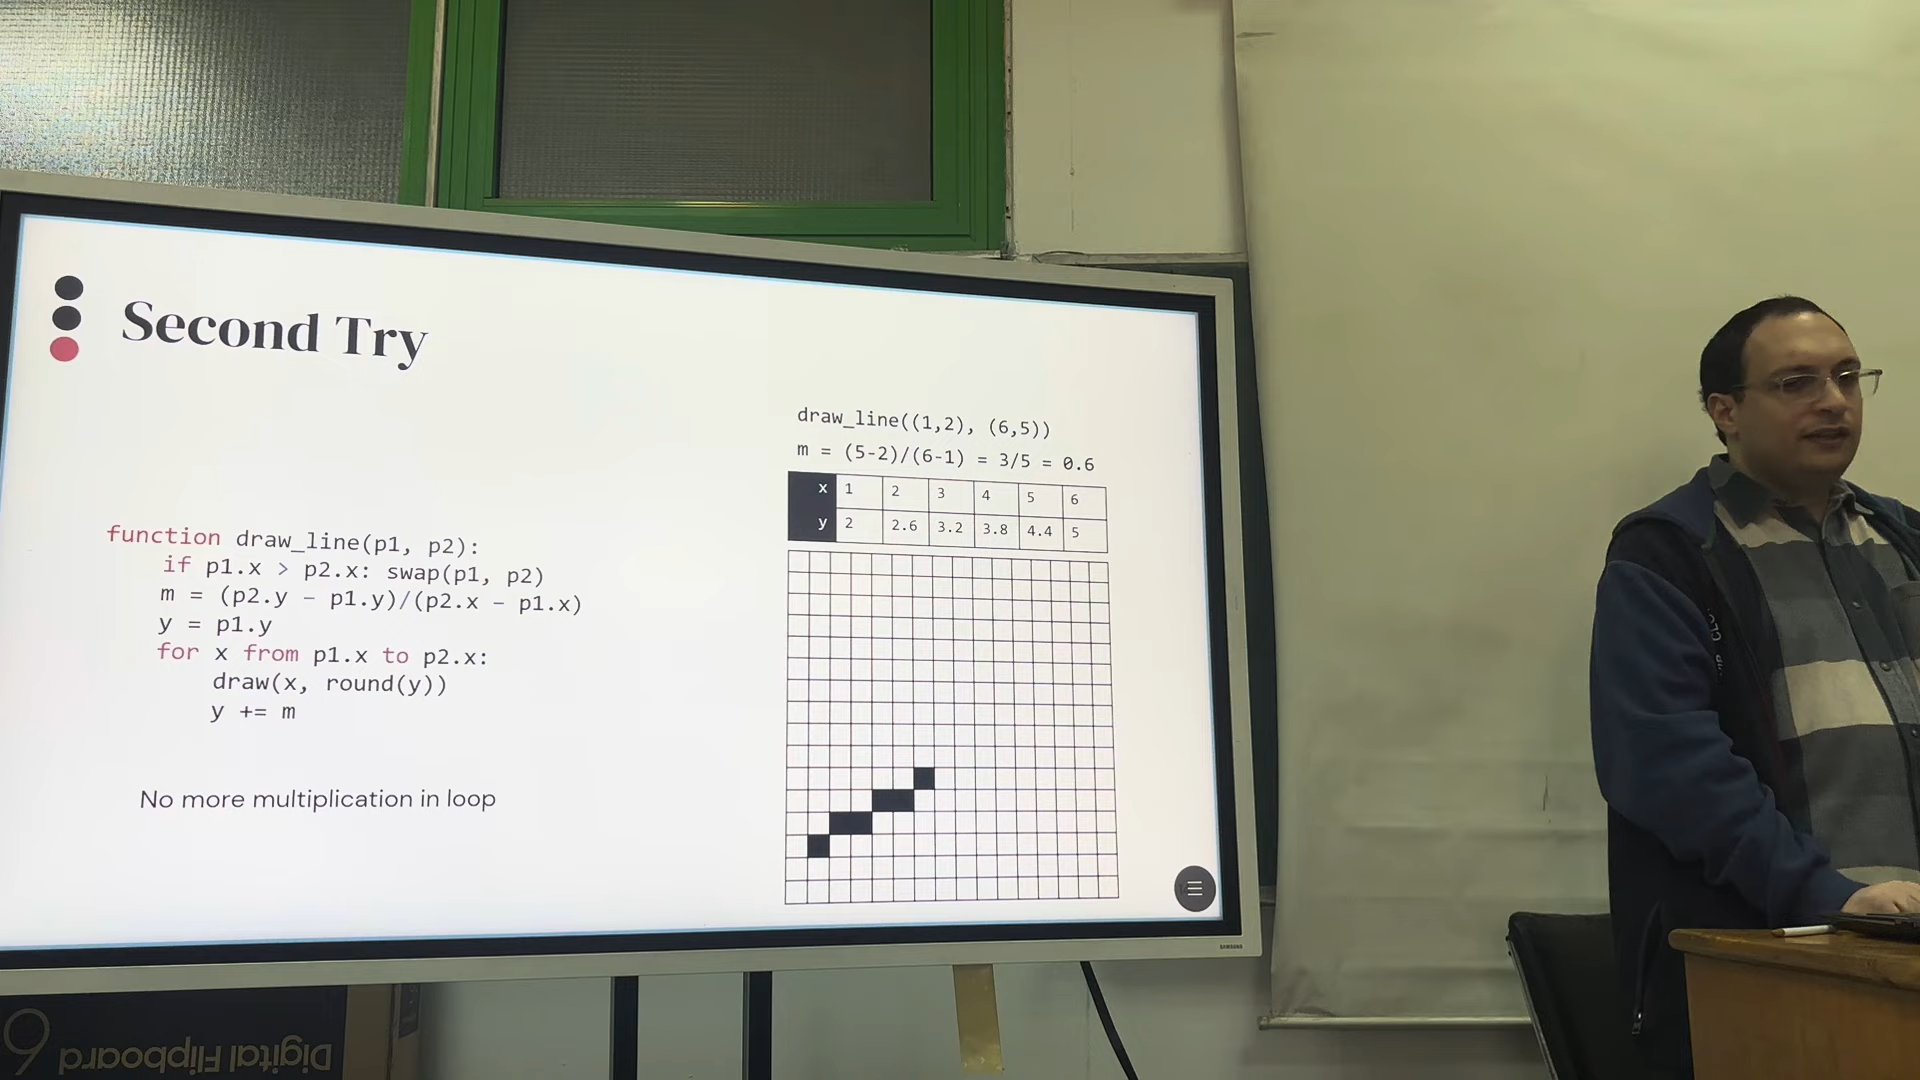 Second Try
function draw_line(p1, p2):
if p1.x > p2.x: swap(p1, p2)
m = (p2.y – p1.y)/(p2.x – p1.x)
y = p1.y
for x from p1.x to p2.x:
draw(x, round(y))
y += m
No more multiplication in loop
draw_line((1,2), (6,5))
m = (5-2)/(6-1) = 3/5 = 0.6
x 1 2 3 4 5 6
y 2 2.6 3.2 3.8 4.4 5
SAMSUNG
Digital Flipboard